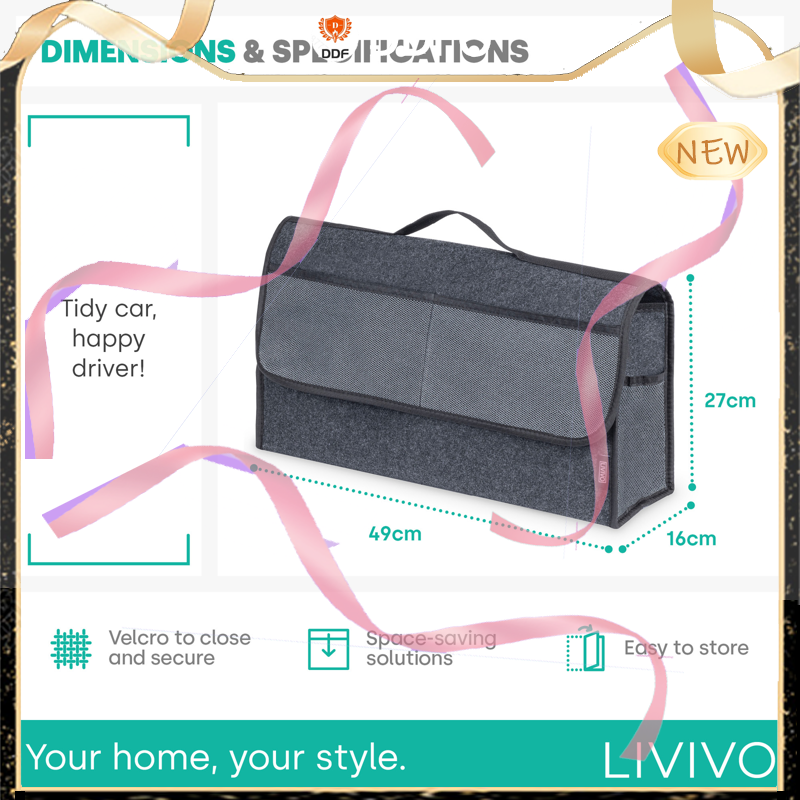 DIMENSIONS & SPECIFICATIONS
DDF
NEW
Tidy car,
happy
driver!
27cm
49cm
16cm
Velcro to close
and secure
Space-saving
solutions
Easy to store
Your home, your style.
LIVIVO